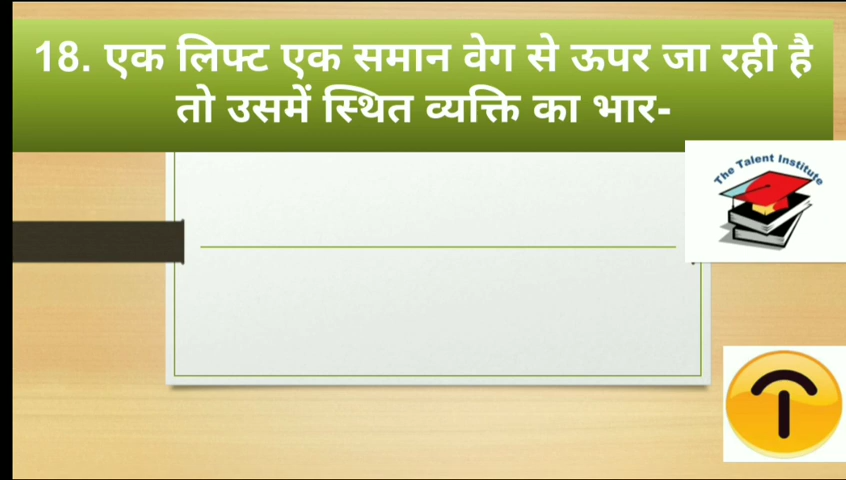 18. एक लिफ्ट एक समान वेग से ऊपर जा रही है
तो उसमें स्थित व्यक्ति का भार-
The Talent Institute